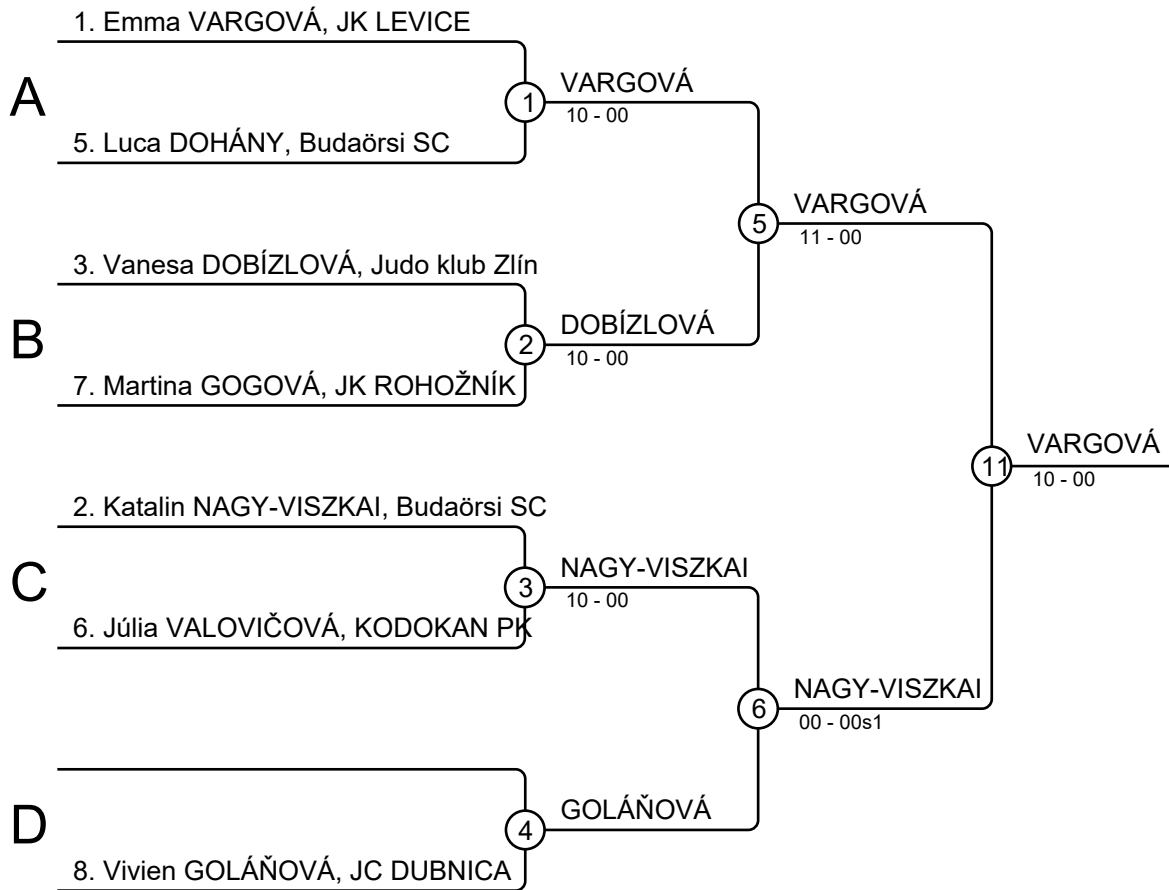 1. Emma VARGOVÁ, JK LEVICE
A
1
VARGOVÁ
10 - 00
5. Luca DOHÁNY, Budaörsi SC
5
VARGOVÁ
11 - 00
3. Vanesa DOBÍZLOVÁ, Judo klub Zlín
B
2
DOBÍZLOVÁ
10 - 00
7. Martina GOGOVÁ, JK ROHOŽNÍK
11
VARGOVÁ
10 - 00
2. Katalin NAGY-VISZKAI, Budaörsi SC
C
3
NAGY-VISZKAI
10 - 00
6. Júlia VALOVIČOVÁ, KODOKAN PK
6
NAGY-VISZKAI
00 - 00s1
D
4
GOLÁŇOVÁ
8. Vivien GOLÁŇOVÁ, JC DUBNICA